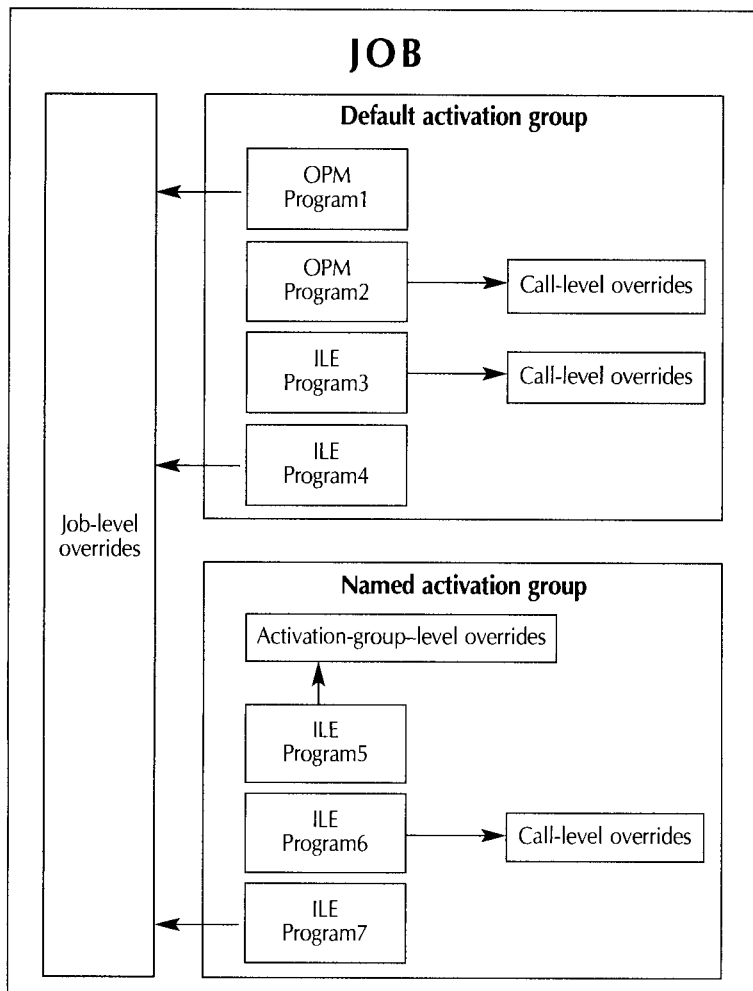 JOB
Job-level
overrides
Default activation group
OPM
Program1
OPM
Program2
Call-level overrides
ILE
Program3
Call-level overrides
ILE
Program4
Named activation group
Activation-group–level overrides
ILE
Program5
ILE
Program6
Call-level overrides
ILE
Program7